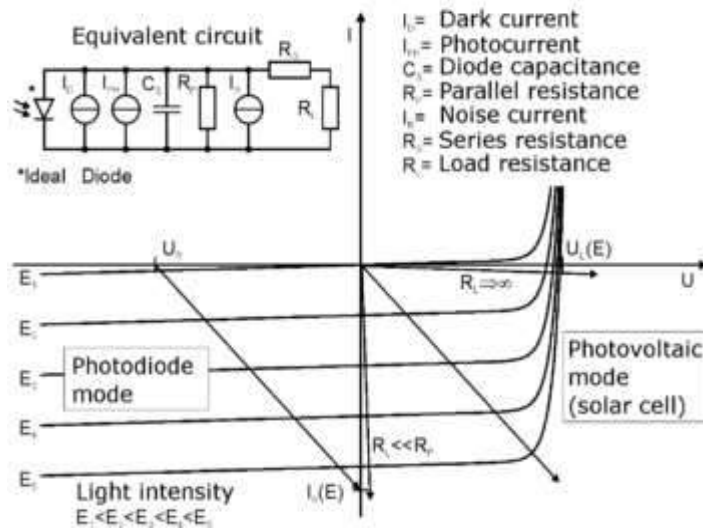 Equivalent circuit
I
I = Dark current
I = Photocurrent
C = Diode capacitance
R = Parallel resistance
I = Noise current
R = Series resistance
R = Load resistance
*
I
I
C
R
I
R
R
*Ideal Diode
U
U (E)
U
R ⇒∞
E
E
E
E
E
Photodiode
mode
Photovoltaic
mode
(solar cell)
R <<R
I (E)
Light intensity
E <E <E <E <E